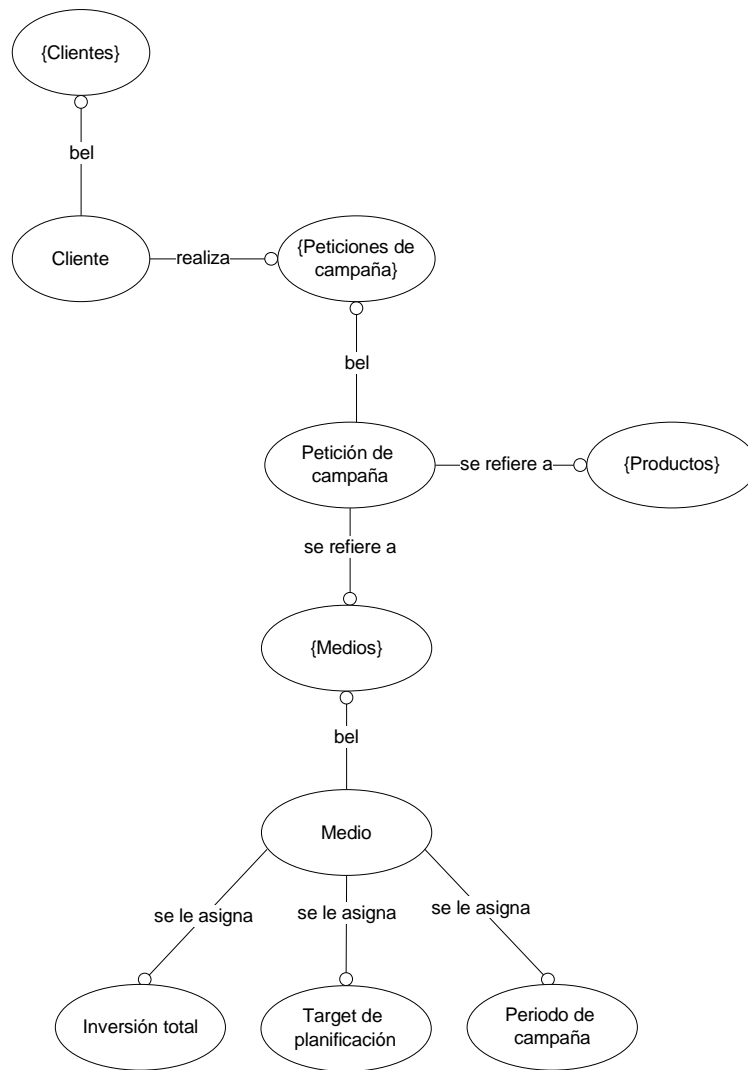 {Clientes}
bel
Cliente
realiza
{Peticiones de
campaña}
bel
Petición de
campaña
se refiere a
{Productos}
se refiere a
{Medios}
bel
Medio
se le asigna
se le asigna
se le asigna
Inversión total
Target de
planificación
Periodo de
campaña